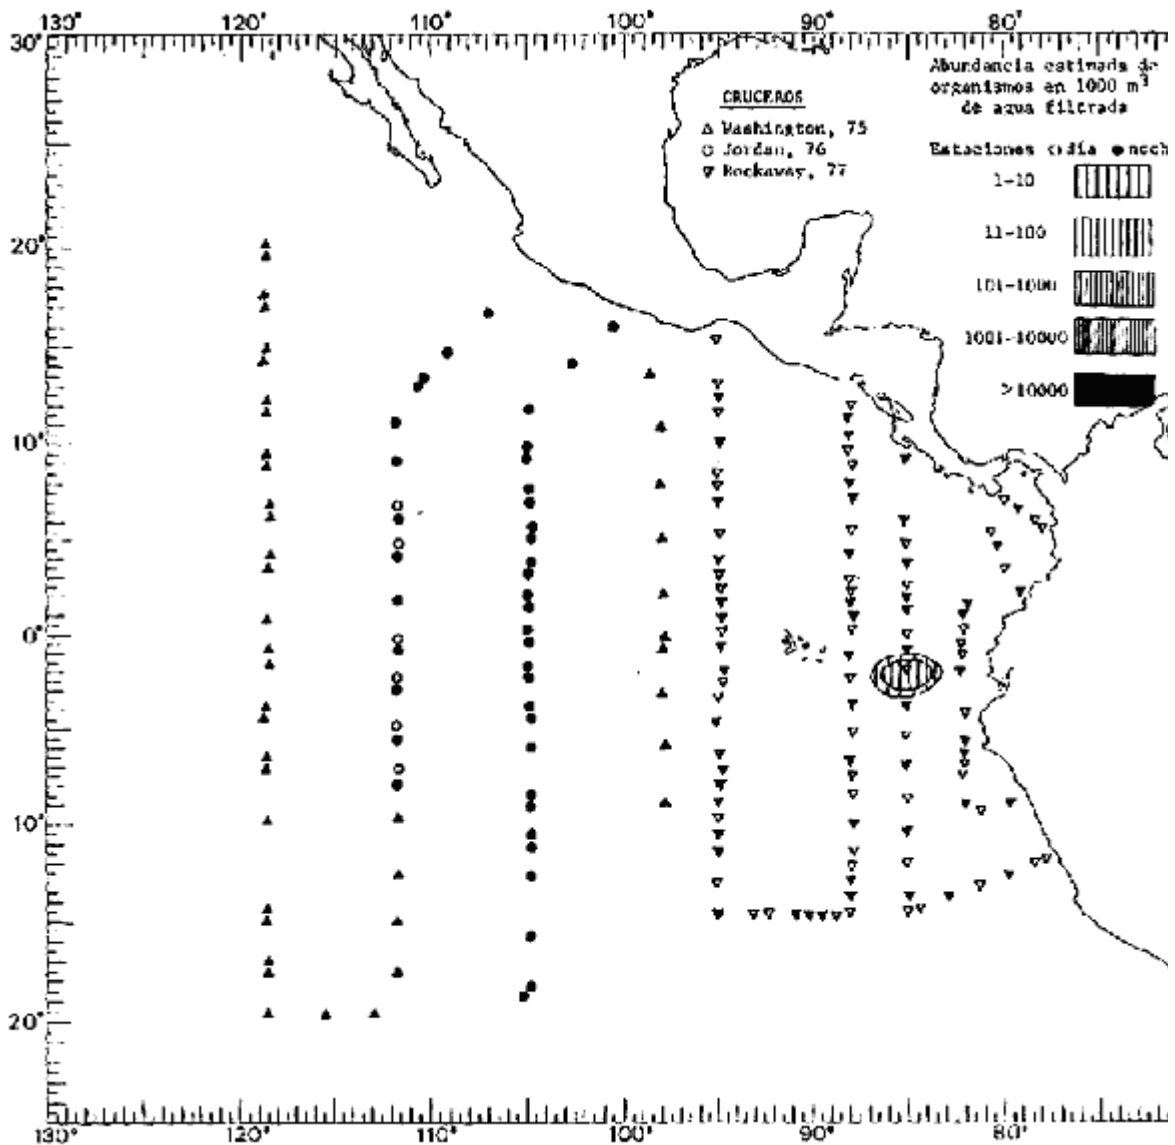 130° 120° 110° 100° 90° 80°
30°
Abundancia estimada de
organismos en 1000 m³
de agua filtrada
CRUCEROS
△ Washington, 75
○ Jordan, 76
▽ Rockaway, 77
Estaciones ○ día ● noch
1-10
11-100
101-1000
1001-10000
>10000
20°
10°
0°
10°
20°
130° 120° 110° 100° 90° 80°